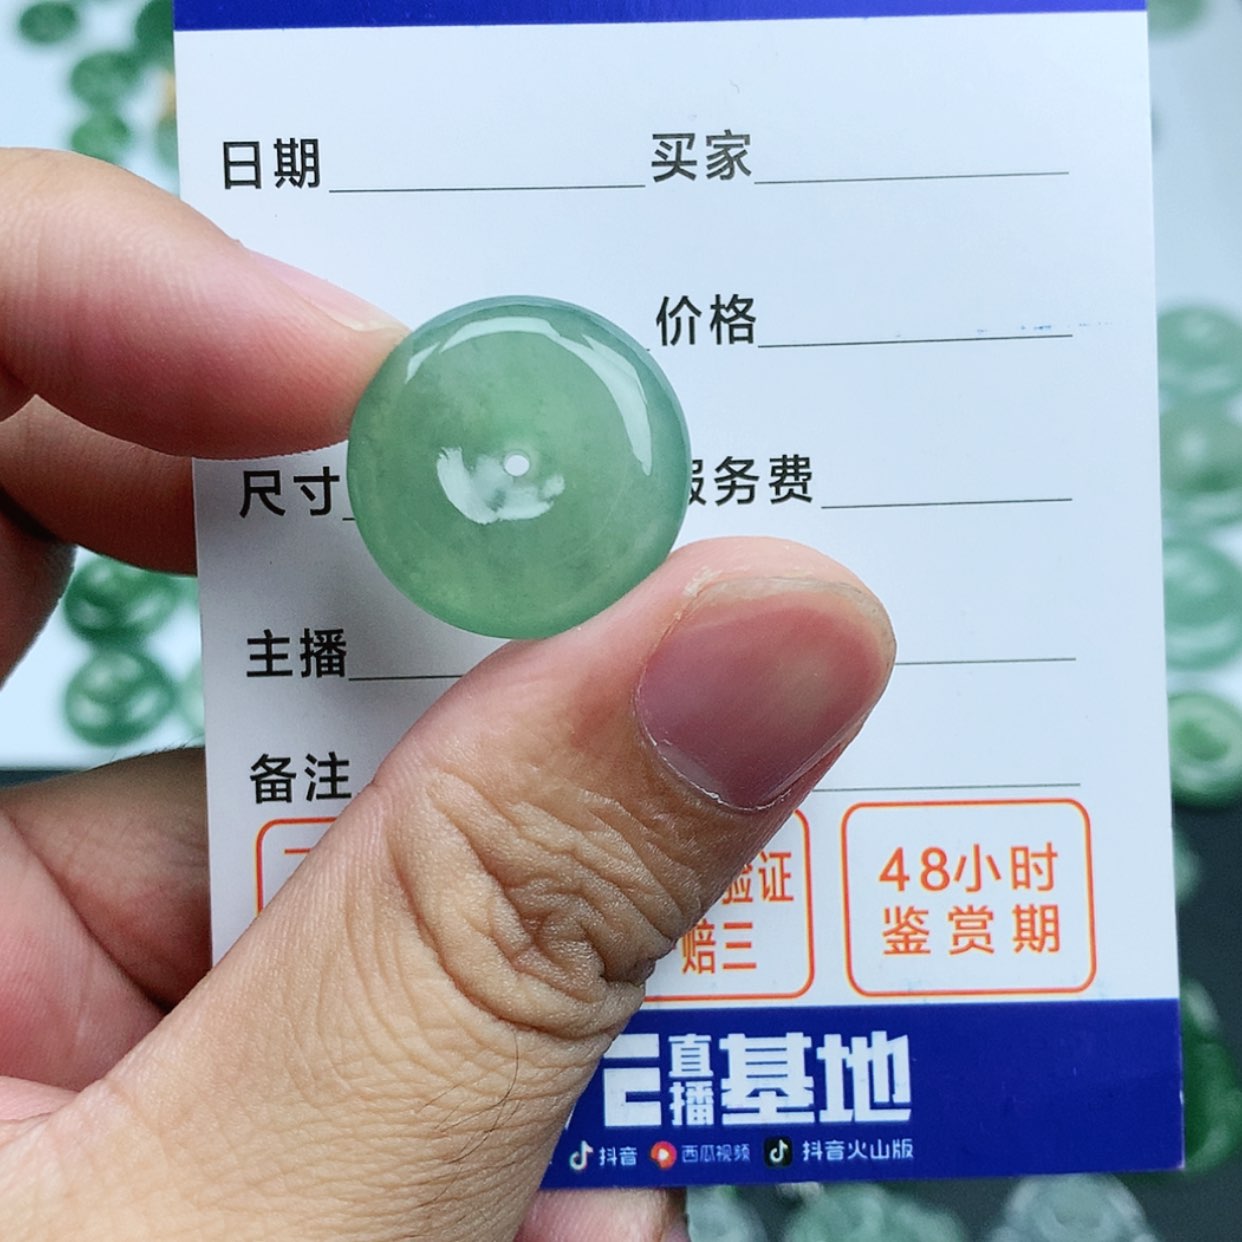 日期 买家
价格
尺寸 服务费
主播
备注
验证 48小时
赔三 鉴赏期
直播基地
抖音 西瓜视频 抖音火山版